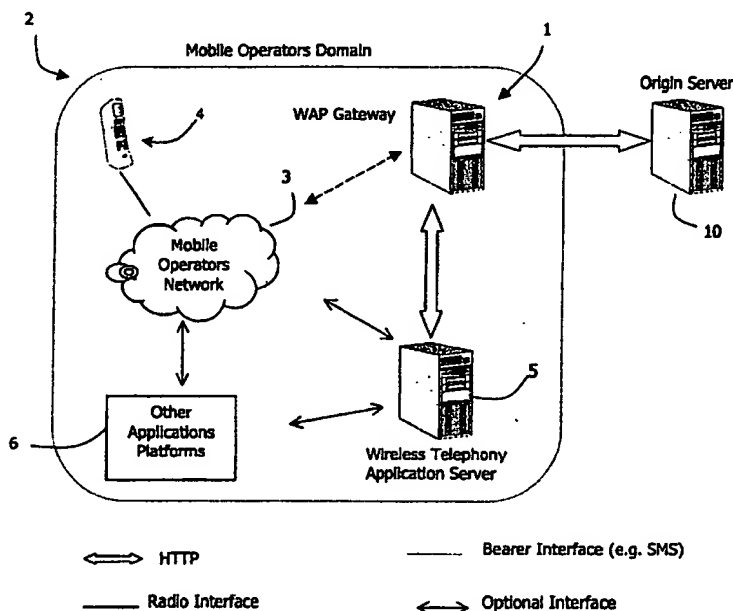 2
Mobile Operators Domain
1
Origin Server
WAP Gateway
4
3
10
Mobile
Operators
Network
5
Other
Applications
Platforms
6
Wireless Telephony
Application Server
HTTP
Bearer Interface (e.g. SMS)
Radio Interface
Optional Interface